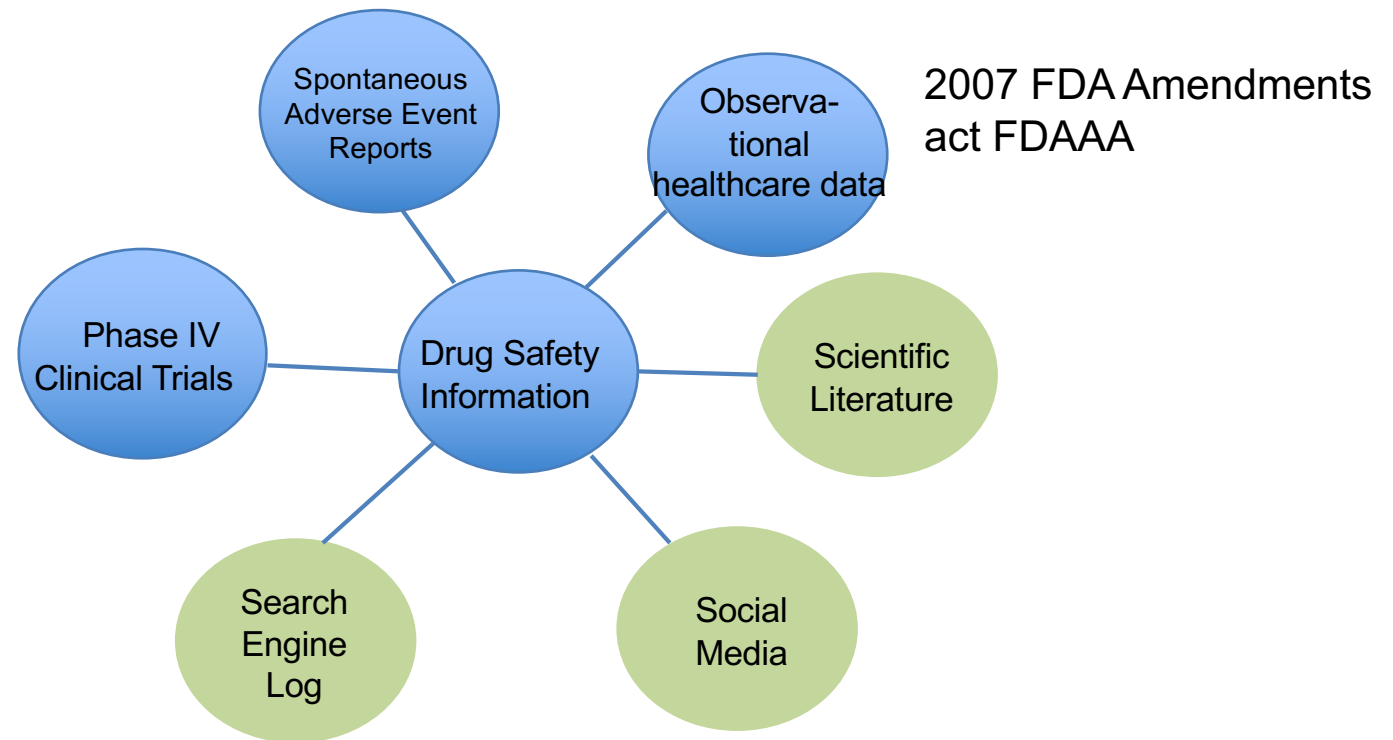 Spontaneous
Adverse Event
Reports
Observa-
tional
healthcare data
2007 FDA Amendments
act FDAAA
Phase IV
Clinical Trials
Drug Safety
Information
Scientific
Literature
Search
Engine
Log
Social
Media